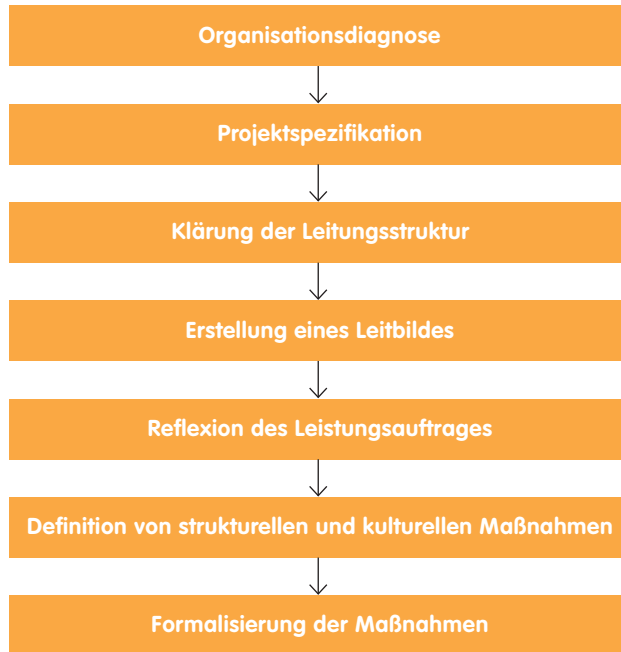 Organisationsdiagnose
Projektspezifikation
Klärung der Leitungsstruktur
Erstellung eines Leitbildes
Reflexion des Leistungsauftrages
Definition von strukturellen und kulturellen Maßnahmen
Formalisierung der Maßnahmen